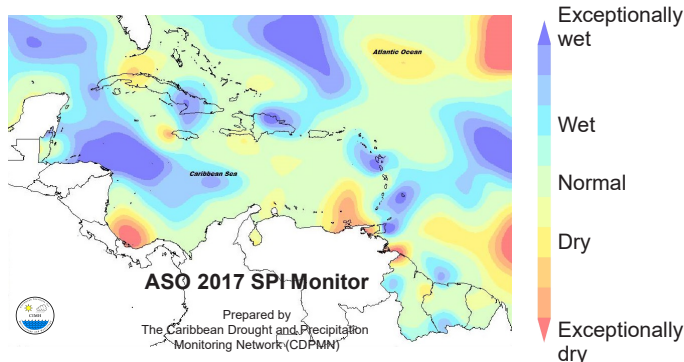 Atlantic Ocean
Caribbean Sea
ASO 2017 SPI Monitor
Prepared by
The Caribbean Drought and Precipitation
Monitoring Network (CDPMN)
CIMH
Exceptionally
wet
Wet
Normal
Dry
Exceptionally
dry